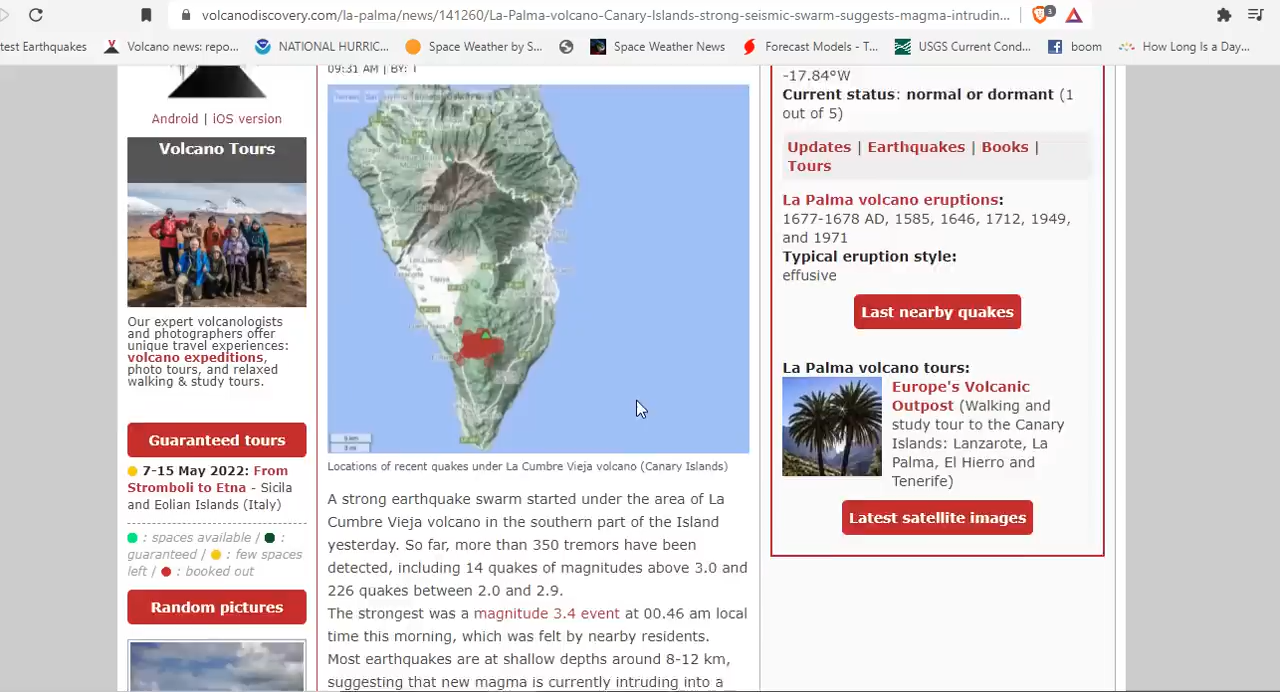 volcanodiscovery.com/la-palma/news/141260/La-Palma-volcano-Canary-Islands-strong-seismic-swarm-suggests-magma-intrudin...
3
test Earthquakes
Volcano news: repo...
NATIONAL HURRIC...
Space Weather by S...
Space Weather News
Forecast Models - T...
USGS Current Cond...
boom
How Long Is a Day...
Android | iOS version
Volcano Tours
Our expert volcanologists
and photographers offer
unique travel experiences:
volcano expeditions,
photo tours, and relaxed
walking & study tours.
Guaranteed tours
7-15 May 2022: From
Stromboli to Etna - Sicila
and Eolian Islands (Italy)
: spaces available / :
guaranteed / : few spaces
left / : booked out
Random pictures
09:31 AM | BY: T
Locations of recent quakes under La Cumbre Vieja volcano (Canary Islands)
A strong earthquake swarm started under the area of La
Cumbre Vieja volcano in the southern part of the Island
yesterday. So far, more than 350 tremors have been
detected, including 14 quakes of magnitudes above 3.0 and
226 quakes between 2.0 and 2.9.
The strongest was a magnitude 3.4 event at 00.46 am local
time this morning, which was felt by nearby residents.
Most earthquakes are at shallow depths around 8-12 km,
suggesting that new magma is currently intruding into a
-17.84°W
Current status: normal or dormant (1
out of 5)
Updates | Earthquakes | Books |
Tours
La Palma volcano eruptions:
1677-1678 AD, 1585, 1646, 1712, 1949,
and 1971
Typical eruption style:
effusive
Last nearby quakes
La Palma volcano tours:
Europe's Volcanic
Outpost (Walking and
study tour to the Canary
Islands: Lanzarote, La
Palma, El Hierro and
Tenerife)
Latest satellite images